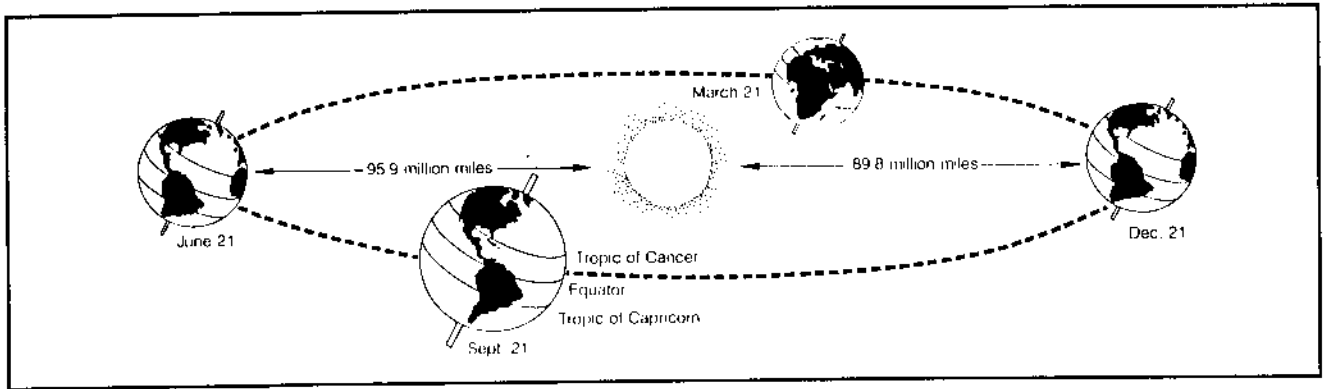 March 21
95.9 million miles
89.8 million miles
June 21
Dec. 21
Tropic of Cancer
Equator
Tropic of Capricorn
Sept. 21